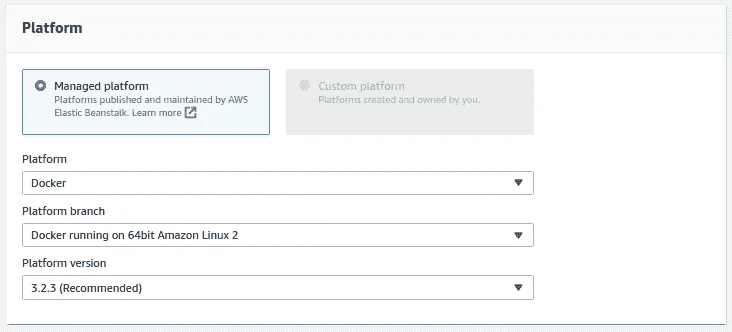 Platform
Managed platform
Platforms published and maintained by AWS
Elastic Beanstalk. Learn more
Custom platform
Platforms created and owned by you.
Platform
Docker
Platform branch
Docker running on 64bit Amazon Linux 2
Platform version
3.2.3 (Recommended)